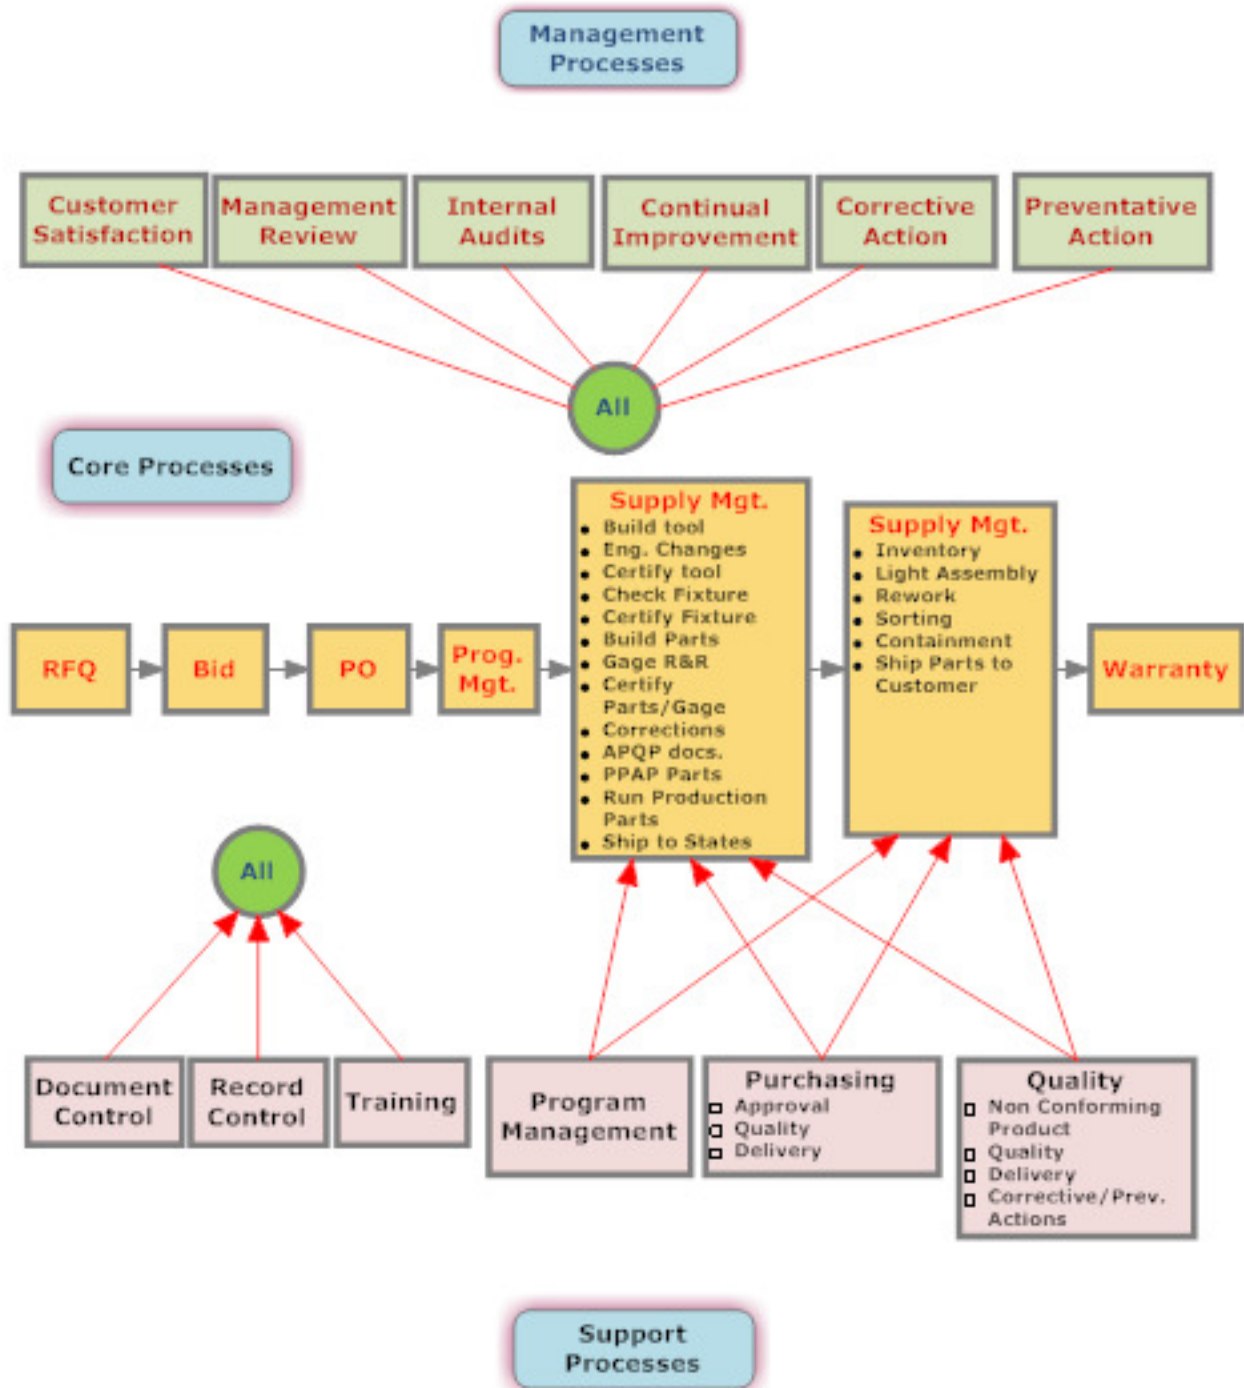 Management
Processes
Customer
Satisfaction
Management
Review
Internal
Audits
Continual
Improvement
Corrective
Action
Preventative
Action
All
Core Processes
RFQ
Bid
PO
Prog.
Mgt.
Supply Mgt.
Build tool
Eng. Changes
Certify tool
Check Fixture
Certify Fixture
Build Parts
Gage R&R
Certify
Parts/Gage
Corrections
APQP docs.
PPAP Parts
Run Production
Parts
Ship to States
Supply Mgt.
Inventory
Light Assembly
Rework
Sorting
Containment
Ship Parts to
Customer
Warranty
All
Document
Control
Record
Control
Training
Program
Management
Purchasing
Approval
Quality
Delivery
Quality
Non Conforming
Product
Quality
Delivery
Corrective/Prev.
Actions
Support
Processes